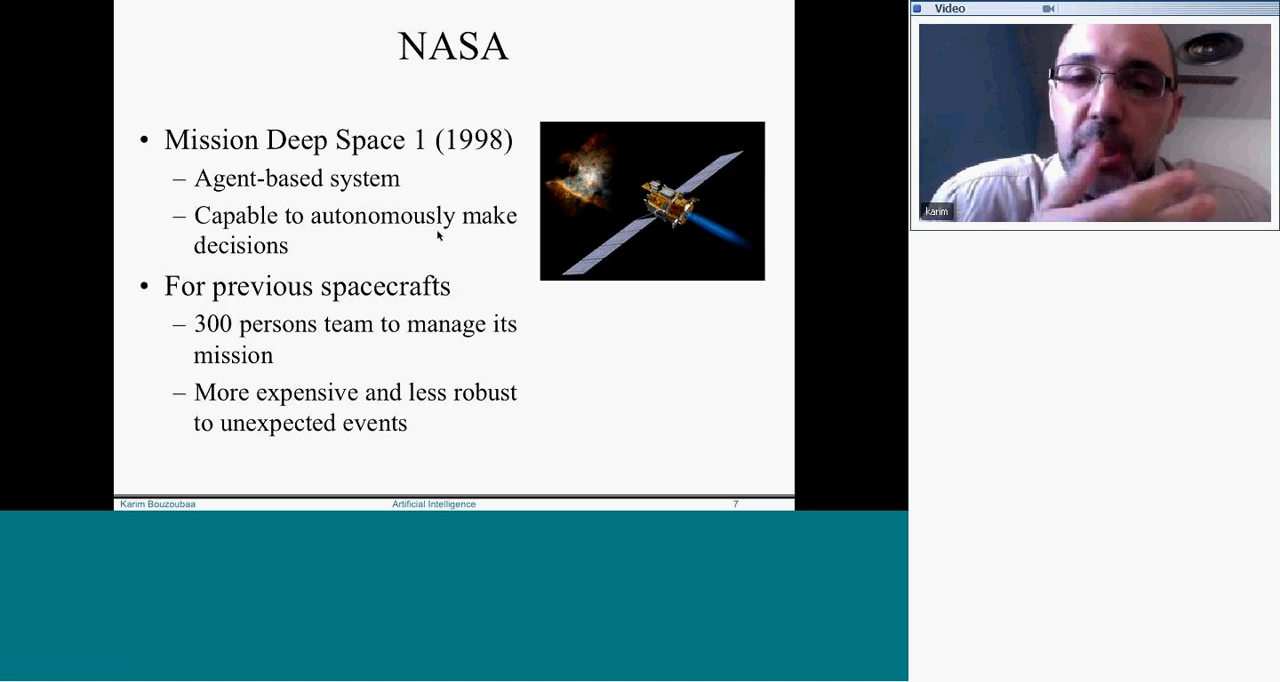 NASA
• Mission Deep Space 1 (1998)
– Agent-based system
– Capable to autonomously make
decisions
• For previous spacecrafts
– 300 persons team to manage its
mission
– More expensive and less robust
to unexpected events
Karim Bouzoubaa Artificial Intelligence 7
Video
karim